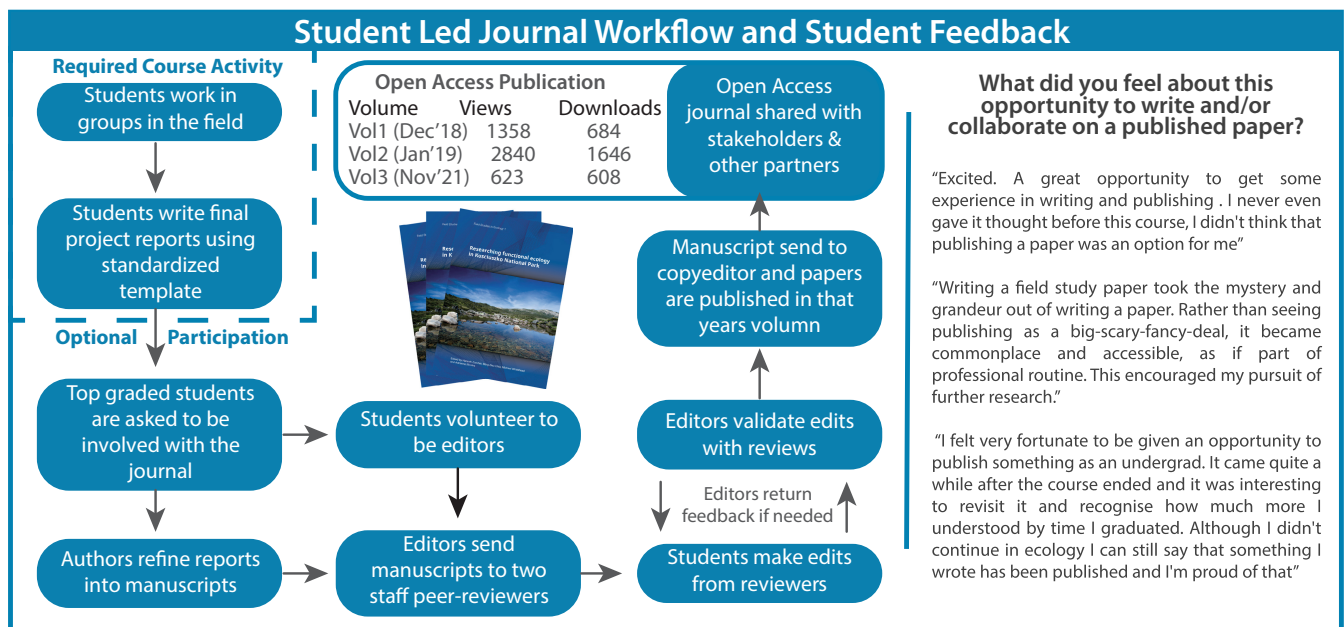 Student Led Journal Workflow and Student Feedback
Required Course Activity
Students work in
groups in the field
Students write final
project reports using
standardized
template
Optional Participation
Top graded students
are asked to be
involved with the
journal
Authors refine reports
into manuscripts
Students volunteer to
be editors
Editors send
manuscripts to two
staff peer-reviewers
Students make edits
from reviewers
Editors return
feedback if needed
Editors validate edits
with reviews
Manuscript send to
copyeditor and papers
are published in that
years volumn
Open Access
journal shared with
stakeholders &
other partners
Open Access Publication
Volume Views Downloads
Vol1 (Dec'18) 1358 684
Vol2 (Jan'19) 2840 1646
Vol3 (Nov'21) 623 608
Researching functional ecology
in Kosciuszko National Park
What did you feel about this
opportunity to write and/or
collaborate on a published paper?
“Excited. A great opportunity to get some
experience in writing and publishing . I never even
gave it thought before this course, I didn't think that
publishing a paper was an option for me”
“Writing a field study paper took the mystery and
grandeur out of writing a paper. Rather than seeing
publishing as a big-scary-fancy-deal, it became
commonplace and accessible, as if part of
professional routine. This encouraged my pursuit of
further research.”
“I felt very fortunate to be given an opportunity to
publish something as an undergrad. It came quite a
while after the course ended and it was interesting
to revisit it and recognise how much more I
understood by time I graduated. Although I didn't
continue in ecology I can still say that something I
wrote has been published and I'm proud of that”